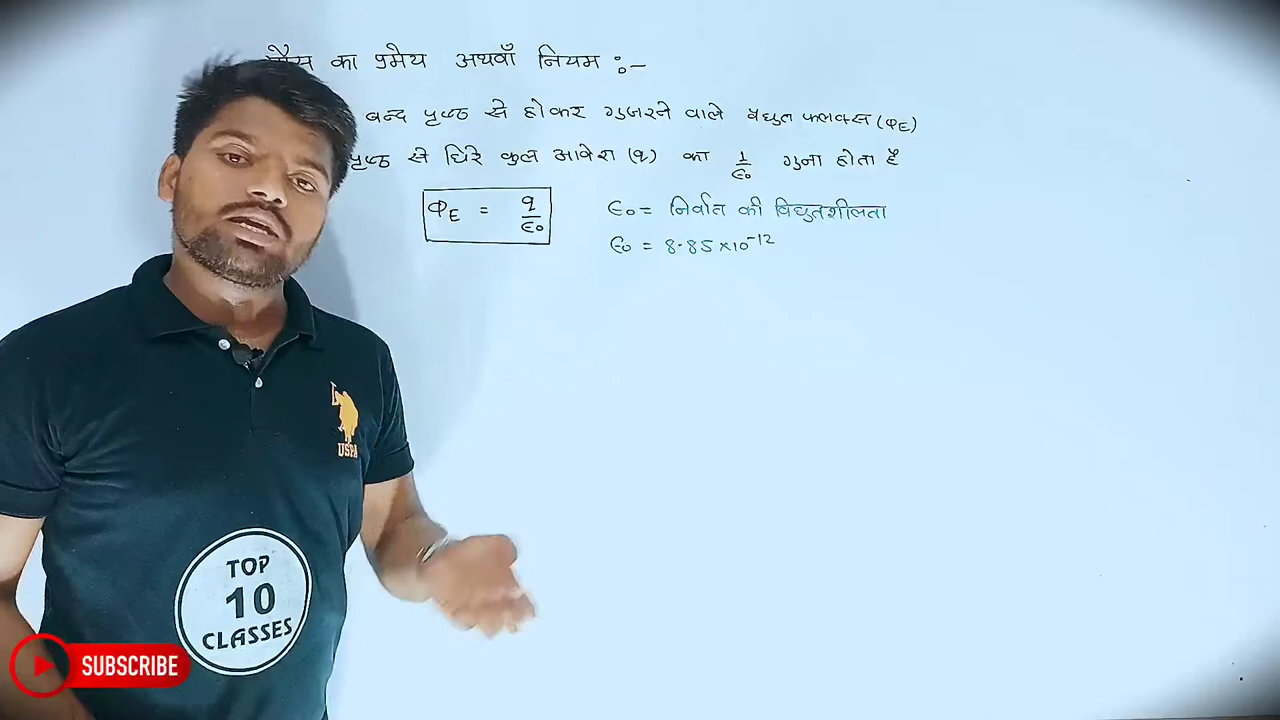 का प्रमेय अथवाँ नियम :-
बन्द पृष्ठ से होकर गुजरने वाले वैद्युत फ्लक्स (ΦE)
पृष्ठ से घिरे कुल आवेश (q) का 1/ϵ0 गुना होता है
ΦE = q/ϵ0
ϵ0 = निर्वात की विद्युतशीलता
ϵ0 = 8.85×10⁻¹²
USPA
TOP
10
CLASSES
SUBSCRIBE